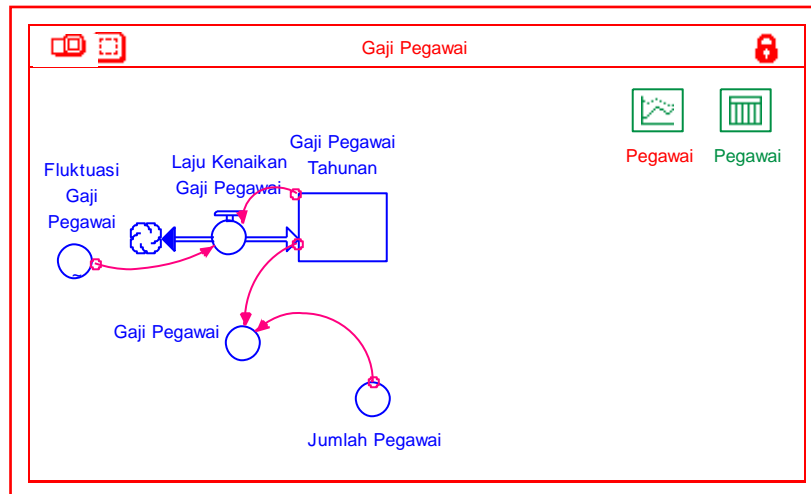 Gaji Pegawai
Gaji Pegawai
Tahunan
Laju Kenaikan
Gaji Pegawai
Fluktuasi
Gaji
Pegawai
~
Gaji Pegawai
Jumlah Pegawai
Pegawai
Pegawai